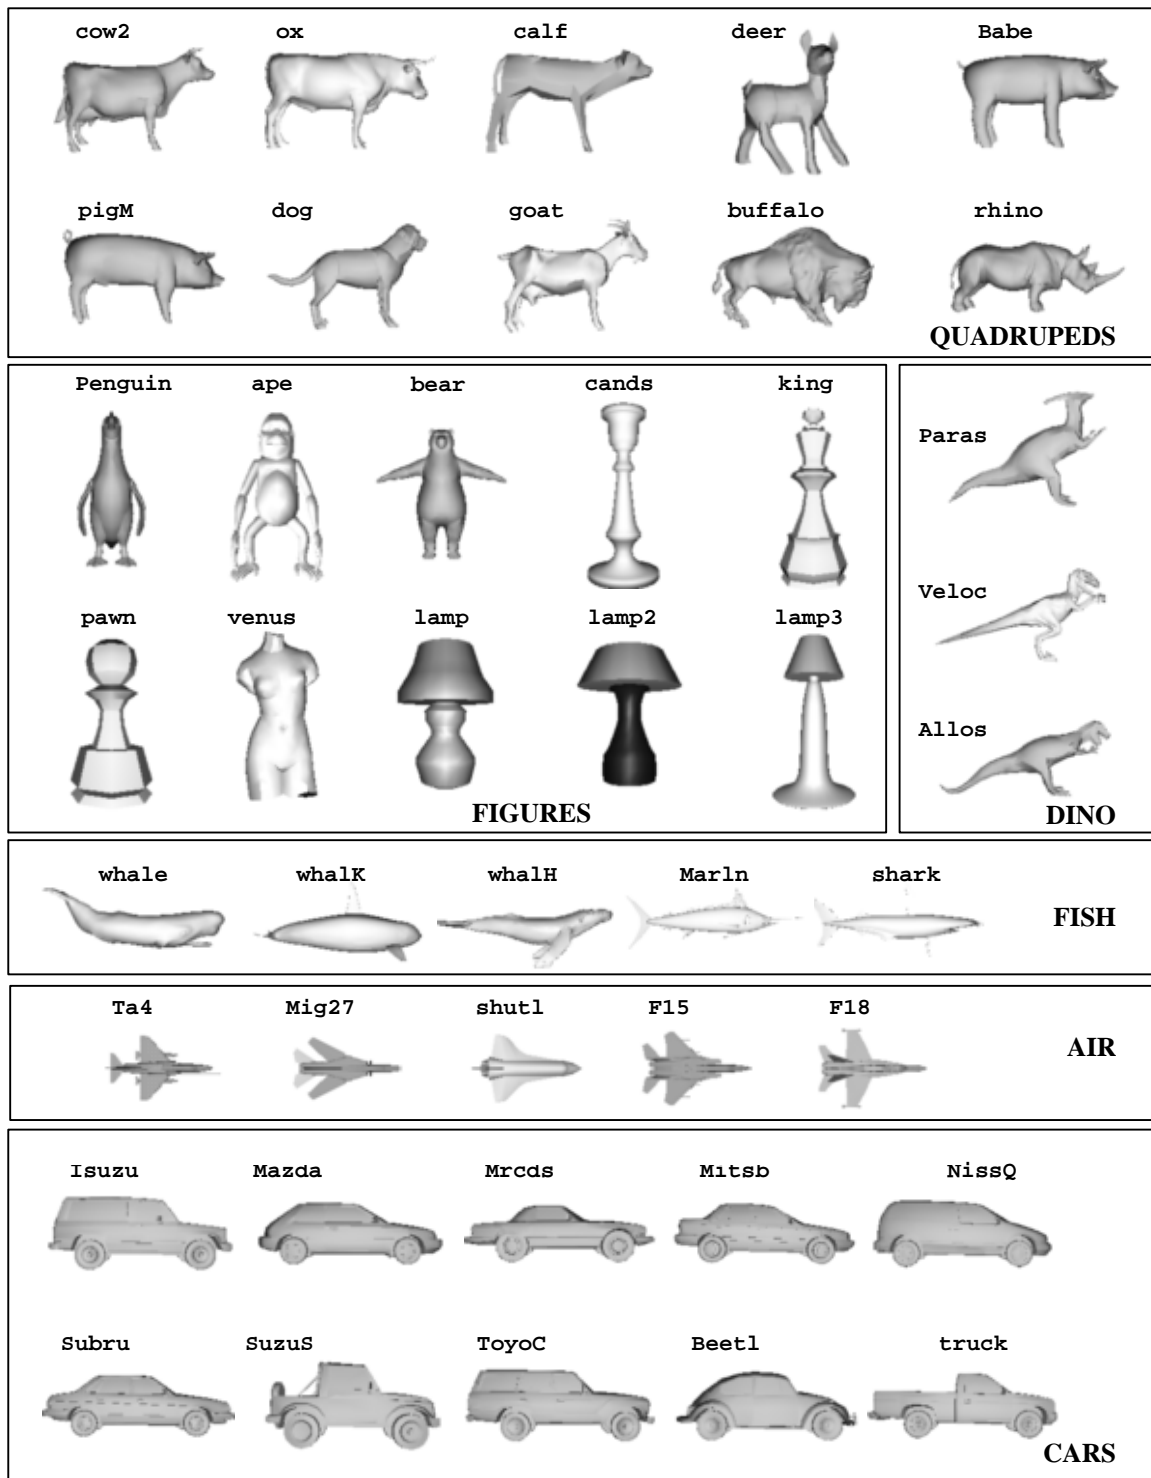 cow2 ox calf deer Babe
pigM dog goat buffalo rhino
QUADRUPEDS
Penguin ape bear cands king
pawn venus lamp lamp2 lamp3
FIGURES
Paras
Veloc
Allos
DINO
whale whalK whalH Marln shark
FISH
Ta4 Mig27 shutl F15 F18
AIR
Isuzu Mazda Mrcds Mitsb NissQ
Subru SuzuS ToyoC Beetl truck
CARS